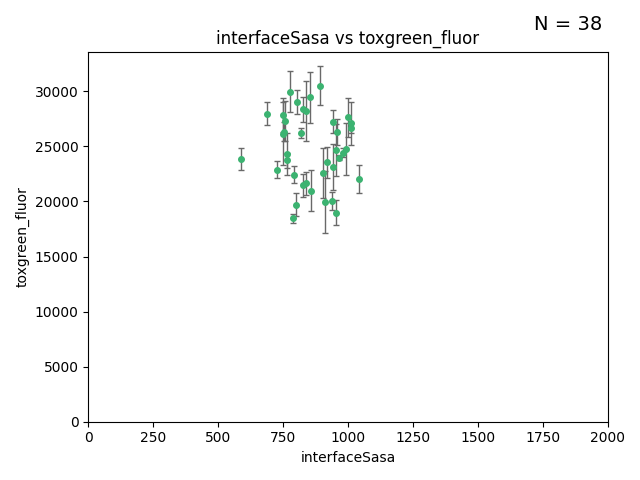 N = 38
interfaceSasa vs toxgreen_fluor
toxgreen_fluor
30000
25000
20000
15000
10000
5000
0
0 250 500 750 1000 1250 1500 1750 2000
interfaceSasa